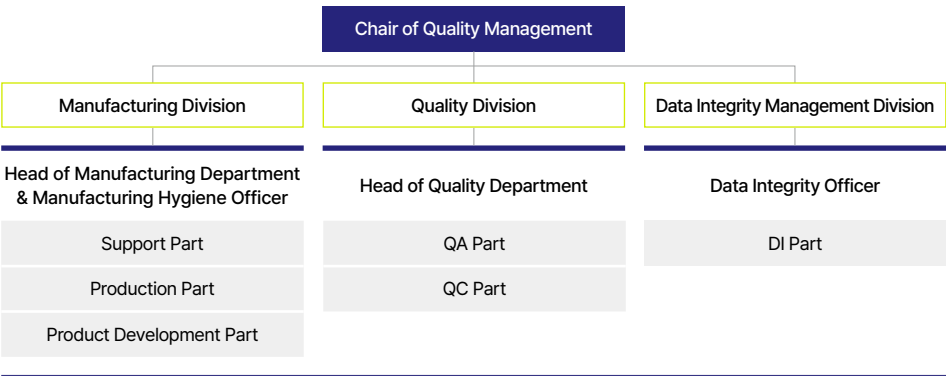 Chair of Quality Management
Manufacturing Division
Quality Division
Data Integrity Management Division
Head of Manufacturing Department
& Manufacturing Hygiene Officer
Head of Quality Department
Data Integrity Officer
Support Part
QA Part
DI Part
Production Part
QC Part
Product Development Part